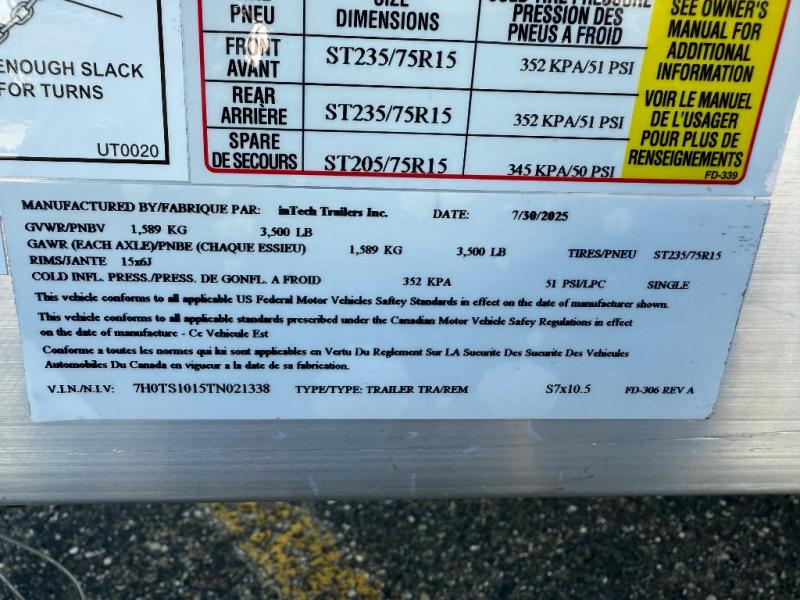 ENOUGH SLACK
FOR TURNS
UT0020
PNEU
SIZE
DIMENSIONS
COLD TIRE PRESSURE
PRESSION DES
PNEUS A FROID
SEE OWNER'S
MANUAL FOR
ADDITIONAL
INFORMATION
FRONT
AVANT
ST235/75R15
352 KPA/51 PSI
REAR
ARRIÈRE
ST235/75R15
352 KPA/51 PSI
VOIR LE MANUEL
DE L'USAGER
POUR PLUS DE
RENSEIGNEMENTS
SPARE
DE SECOURS
ST205/75R15
345 KPA/50 PSI
FD-339
MANUFACTURED BY/FABRIQUE PAR: inTech Trailers Inc. DATE: 7/30/2025
GVWR/PNBV 1,589 KG 3,500 LB
GAWR (EACH AXLE)/PNBE (CHAQUE ESSIEU) 1,589 KG 3,500 LB TIRES/PNEU ST235/75R15
RIMS/JANTE 15x6J
COLD INFL. PRESS./PRESS. DE GONFL. A FROID 352 KPA 51 PSI/LPC SINGLE
This vehicle conforms to all applicable US Federal Motor Vehicles Saftey Standards in effect on the date of manufacturer shown.
This vehicle conforms to all applicable standards prescribed under the Canadian Motor Vehicle Safey Regulations in effect
on the date of manufacture - Ce Vehicule Est
Conforme a toutes les normes qui lui sont applicables en Vertu Du Reglement Sur LA Sucurite Des Sucurite Des Vehicules
Automobiles Du Canada en vigueur a la date de sa fabrication.
V.I.N./N.I.V: 7H0TS1015TN021338 TYPE/TYPE: TRAILER TRA/REM S7x10.5 FD-306 REV A